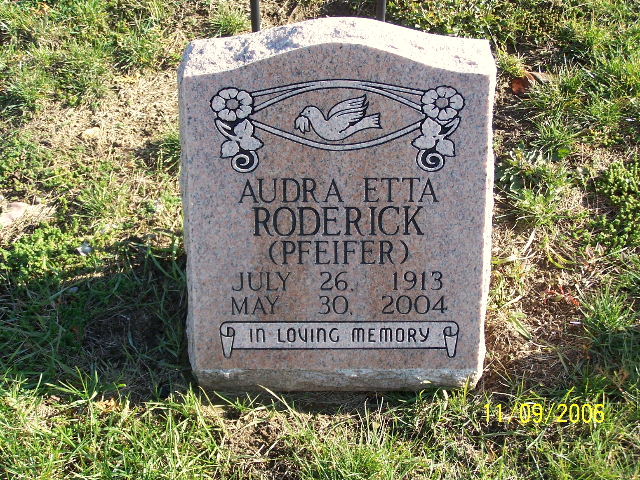 AUDRA ETTA
RODERICK
(PFEIFER)
JULY 26, 1913
MAY 30, 2004
IN LOVING MEMORY
11/09/2006